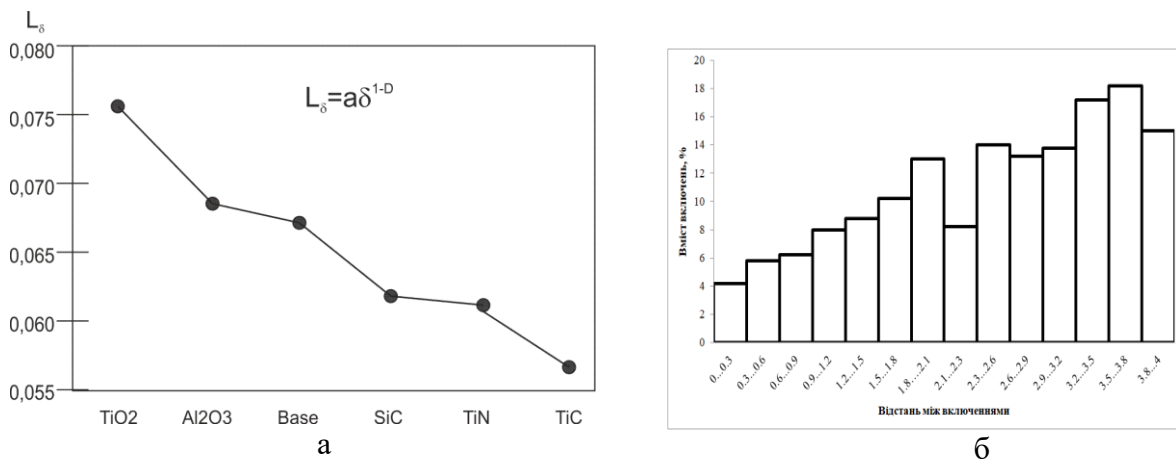 Lδ
0,080
0,075
0,070
0,065
0,060
0,055
Lδ=aδ1-D
TiO2 Al2O3 Base SiC TiN TiC
а
Вміст включень, %
20
18
16
14
12
10
8
6
4
2
0
0...0.3 0.3...0.6 0.6...0.9 0.9...1.2 1.2...1.5 1.5...1.8 1.8.....2.1 2.1...2.3 2.3...2.6 2.6...2.9 2.9...3.2 3.2...3.5 3.5...3.8 3.8...4
Відстань між включеннями
б